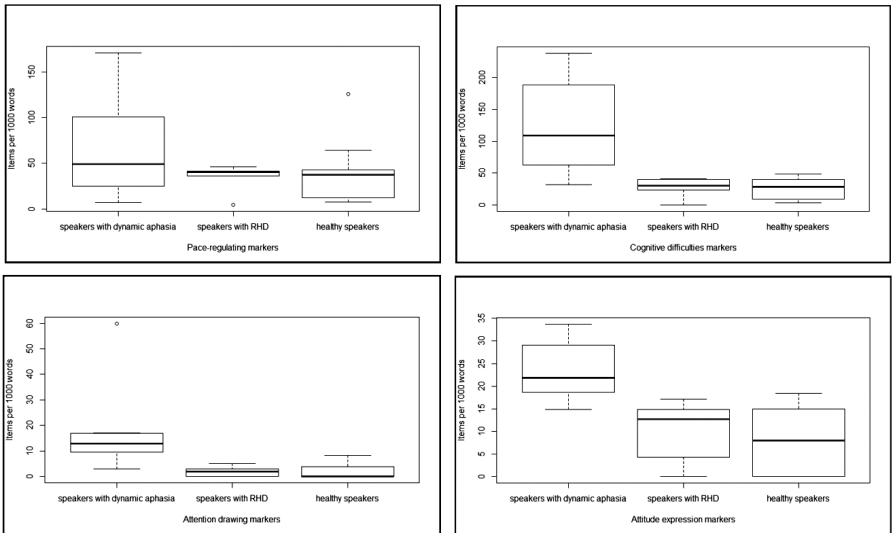 Items per 1000 words
0
50
100
150
speakers with dynamic aphasia
speakers with RHD
healthy speakers
Pace-regulating markers
Items per 1000 words
0
50
100
150
200
speakers with dynamic aphasia
speakers with RHD
healthy speakers
Cognitive difficulties markers
Items per 1000 words
0
10
20
30
40
50
60
speakers with dynamic aphasia
speakers with RHD
healthy speakers
Attention drawing markers
Items per 1000 words
0
5
10
15
20
25
30
35
speakers with dynamic aphasia
speakers with RHD
healthy speakers
Attitude expression markers